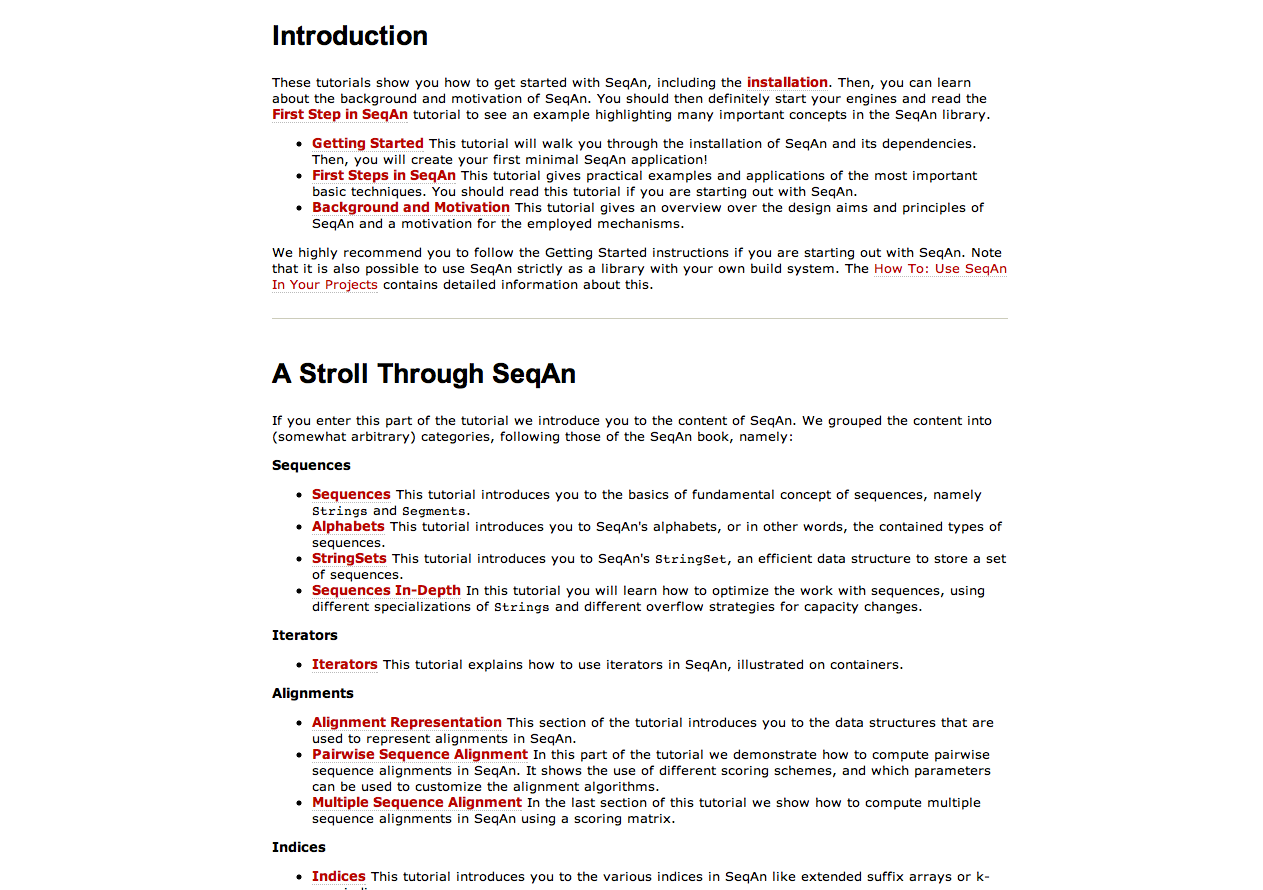 Introduction
These tutorials show you how to get started with SeqAn, including the installation. Then, you can learn
about the background and motivation of SeqAn. You should then definitely start your engines and read the
First Step in SeqAn tutorial to see an example highlighting many important concepts in the SeqAn library.
Getting Started This tutorial will walk you through the installation of SeqAn and its dependencies.
Then, you will create your first minimal SeqAn application!
First Steps in SeqAn This tutorial gives practical examples and applications of the most important
basic techniques. You should read this tutorial if you are starting out with SeqAn.
Background and Motivation This tutorial gives an overview over the design aims and principles of
SeqAn and a motivation for the employed mechanisms.
We highly recommend you to follow the Getting Started instructions if you are starting out with SeqAn. Note
that it is also possible to use SeqAn strictly as a library with your own build system. The How To: Use SeqAn
In Your Projects contains detailed information about this.
A Stroll Through SeqAn
If you enter this part of the tutorial we introduce you to the content of SeqAn. We grouped the content into
(somewhat arbitrary) categories, following those of the SeqAn book, namely:
Sequences
Sequences This tutorial introduces you to the basics of fundamental concept of sequences, namely
Strings and Segments.
Alphabets This tutorial introduces you to SeqAn's alphabets, or in other words, the contained types of
sequences.
StringSets This tutorial introduces you to SeqAn's StringSet, an efficient data structure to store a set
of sequences.
Sequences In-Depth In this tutorial you will learn how to optimize the work with sequences, using
different specializations of Strings and different overflow strategies for capacity changes.
Iterators
Iterators This tutorial explains how to use iterators in SeqAn, illustrated on containers.
Alignments
Alignment Representation This section of the tutorial introduces you to the data structures that are
used to represent alignments in SeqAn.
Pairwise Sequence Alignment In this part of the tutorial we demonstrate how to compute pairwise
sequence alignments in SeqAn. It shows the use of different scoring schemes, and which parameters
can be used to customize the alignment algorithms.
Multiple Sequence Alignment In the last section of this tutorial we show how to compute multiple
sequence alignments in SeqAn using a scoring matrix.
Indices
Indices This tutorial introduces you to the various indices in SeqAn like extended suffix arrays or k-